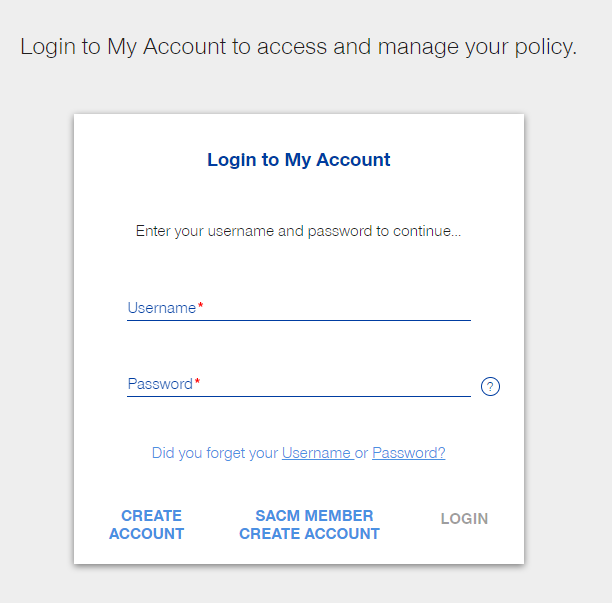 Login to My Account to access and manage your policy.
Login to My Account
Enter your username and password to continue...
Username*
Password*
?
Did you forget your Username or Password?
CREATE ACCOUNT
SACM MEMBER CREATE ACCOUNT
LOGIN